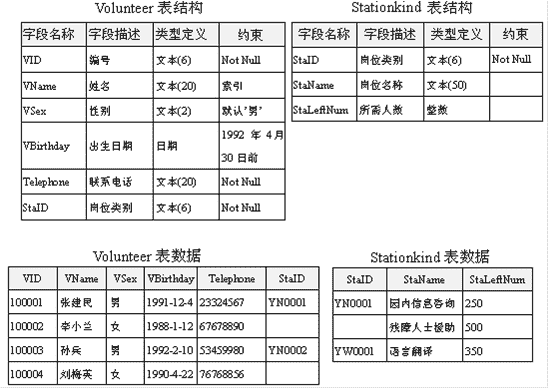 Volunteer 表结构
字段名称 字段描述 类型定义 约束
VID 编号 文本(6) Not Null
VName 姓名 文本(20) 索引
VSex 性别 文本(2) 默认'男'
VBirthday 出生日期 日期 1992 年 4月
30 日前
Telephone 联系电话 文本(20) Not Null
StaID 岗位类别 文本(6) Not Null
Stationkind 表结构
字段名称 字段描述 类型定义 约束
StaID 岗位类别 文本(6) Not Null
StaName 岗位名称 文本(50)
StaLeftNum 所需人数 整数
Volunteer 表数据
VID VName VSex VBirthday Telephone StaID
100001 张建民 男 1991-12-4 23324567 YN0001
100002 李小兰 女 1988-1-12 67678890
100003 孙兵 男 1992-2-10 53459980 YN0002
100004 刘梅英 女 1990-4-22 76768856
Stationkind 表数据
StaID StaName StaLeftNum
YN0001 园内信息咨询 250
残障人士援助 500
YW0001 语言翻译 350